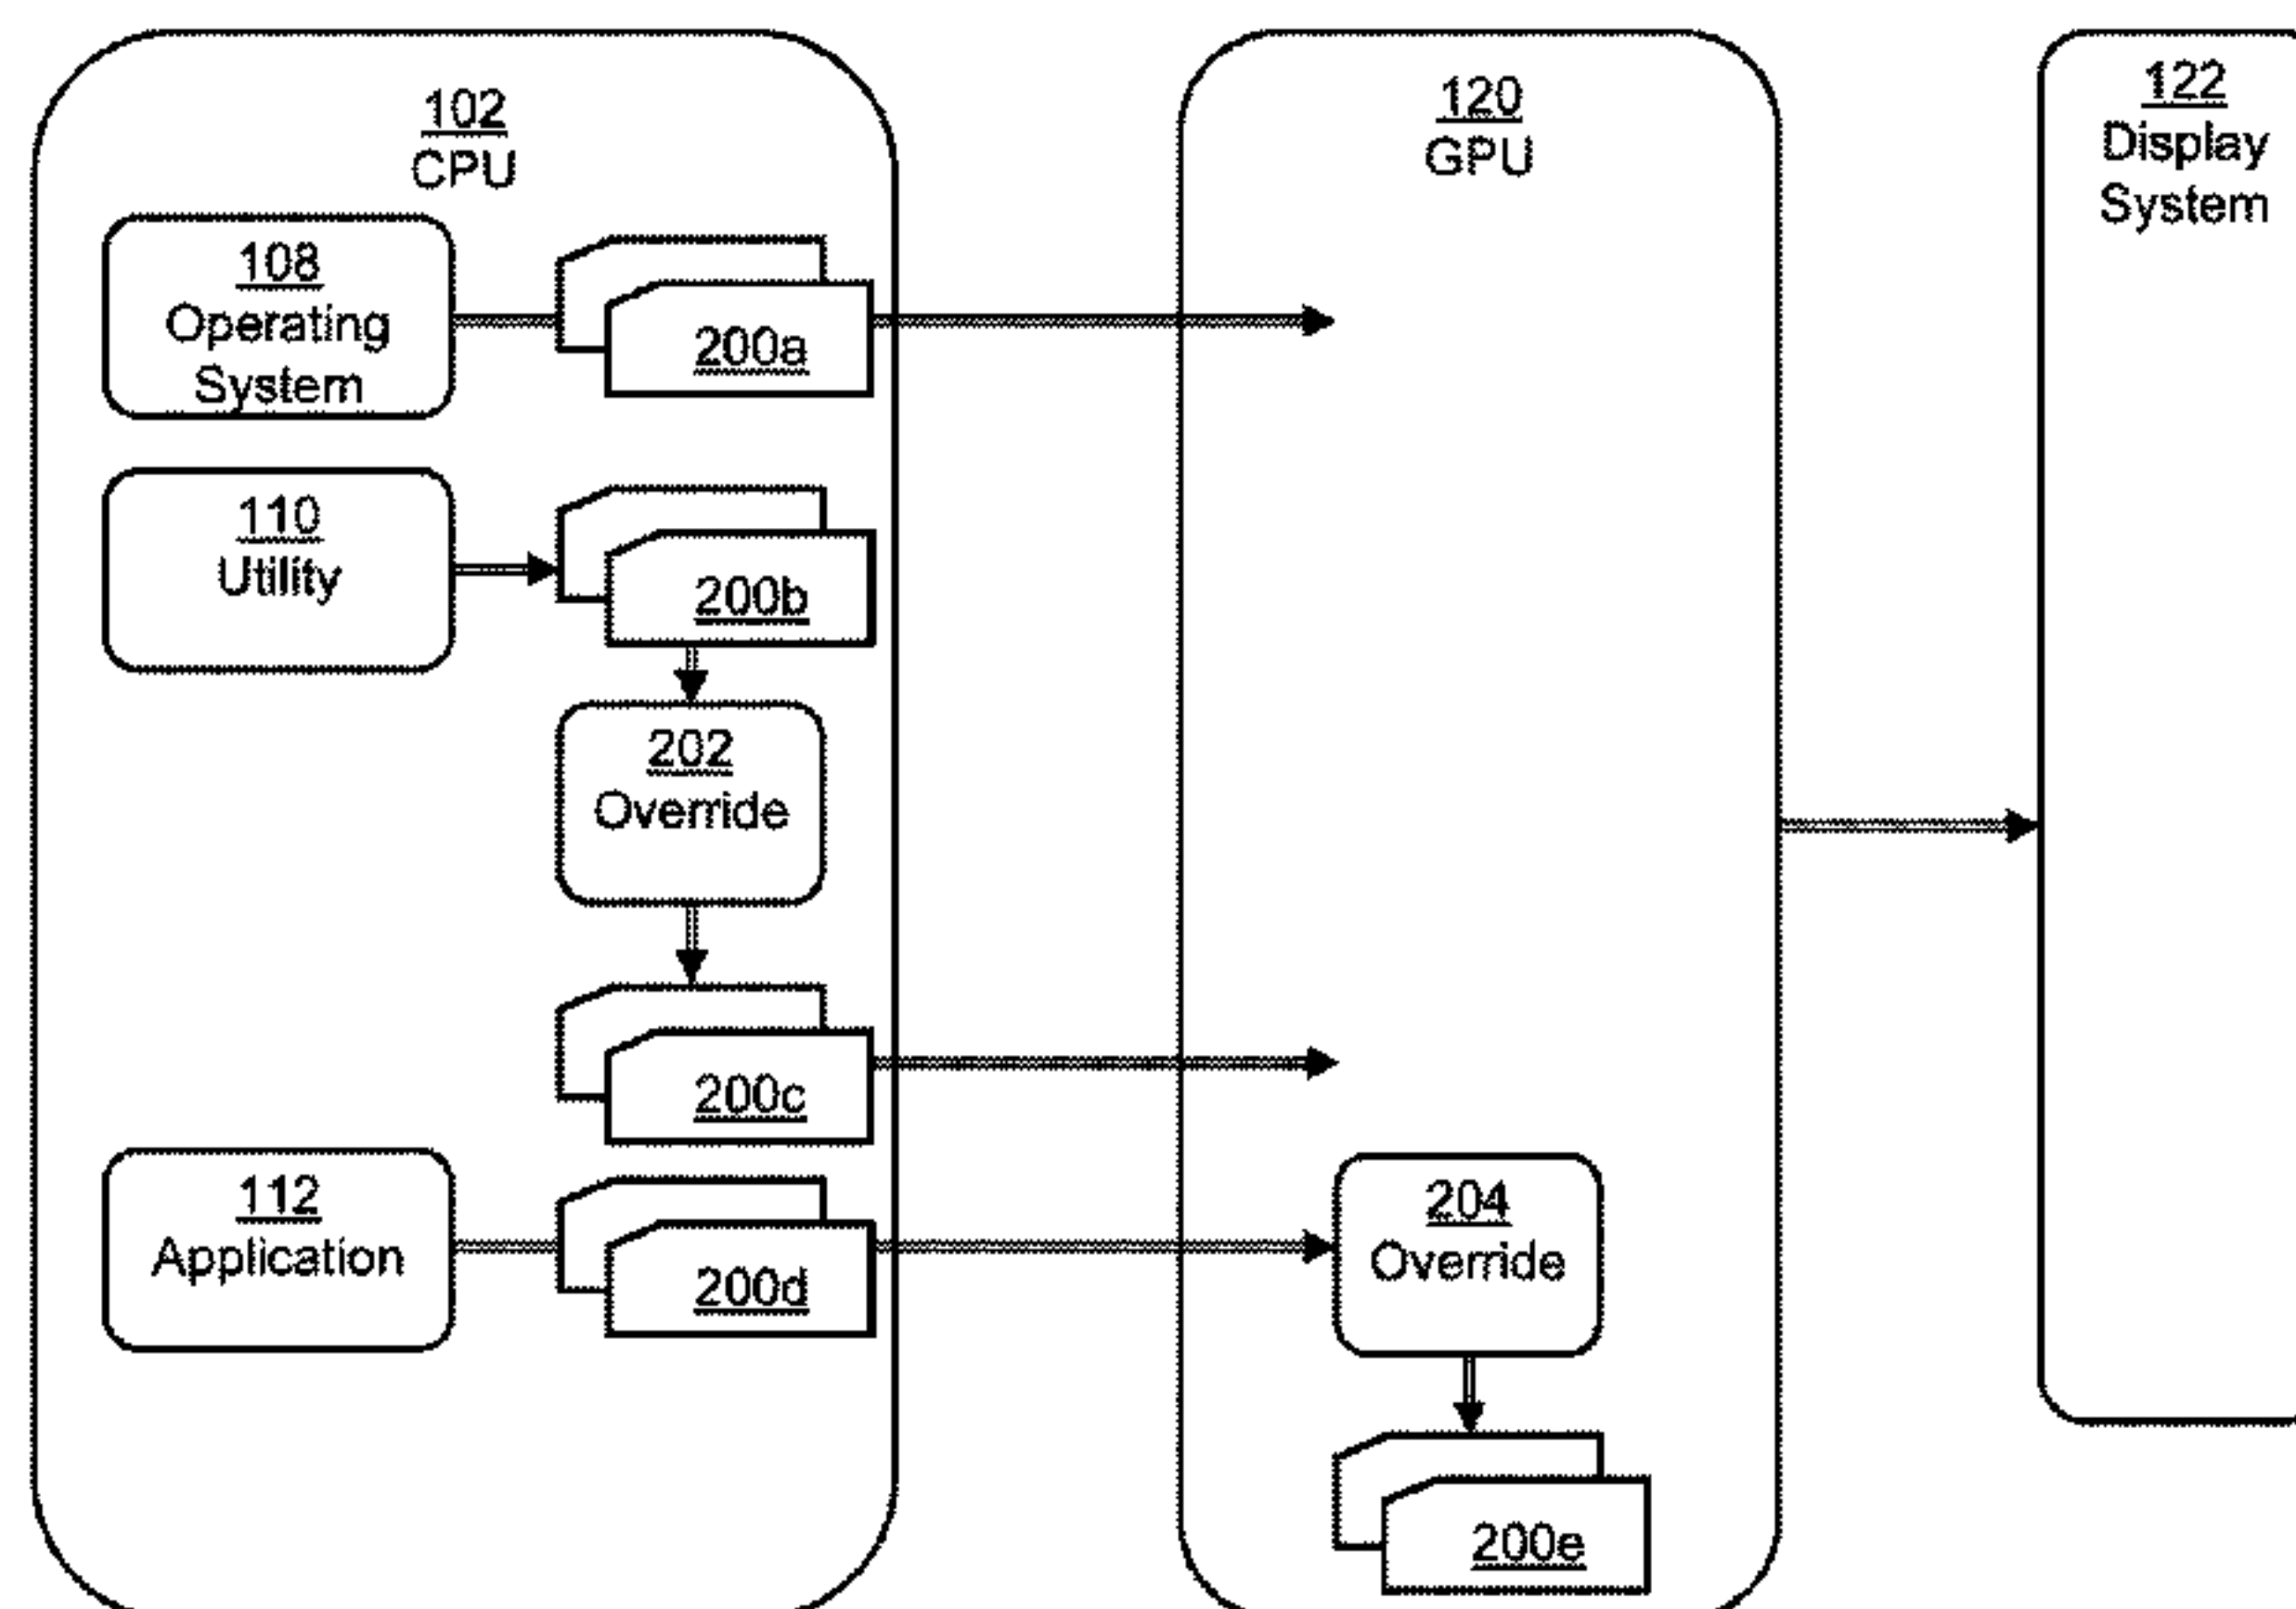 102
CPU
108
Operating
System
200a
110
Utility
200b
202
Override
200c
112
Application
200d
120
GPU
204
Override
200e
122
Display
System